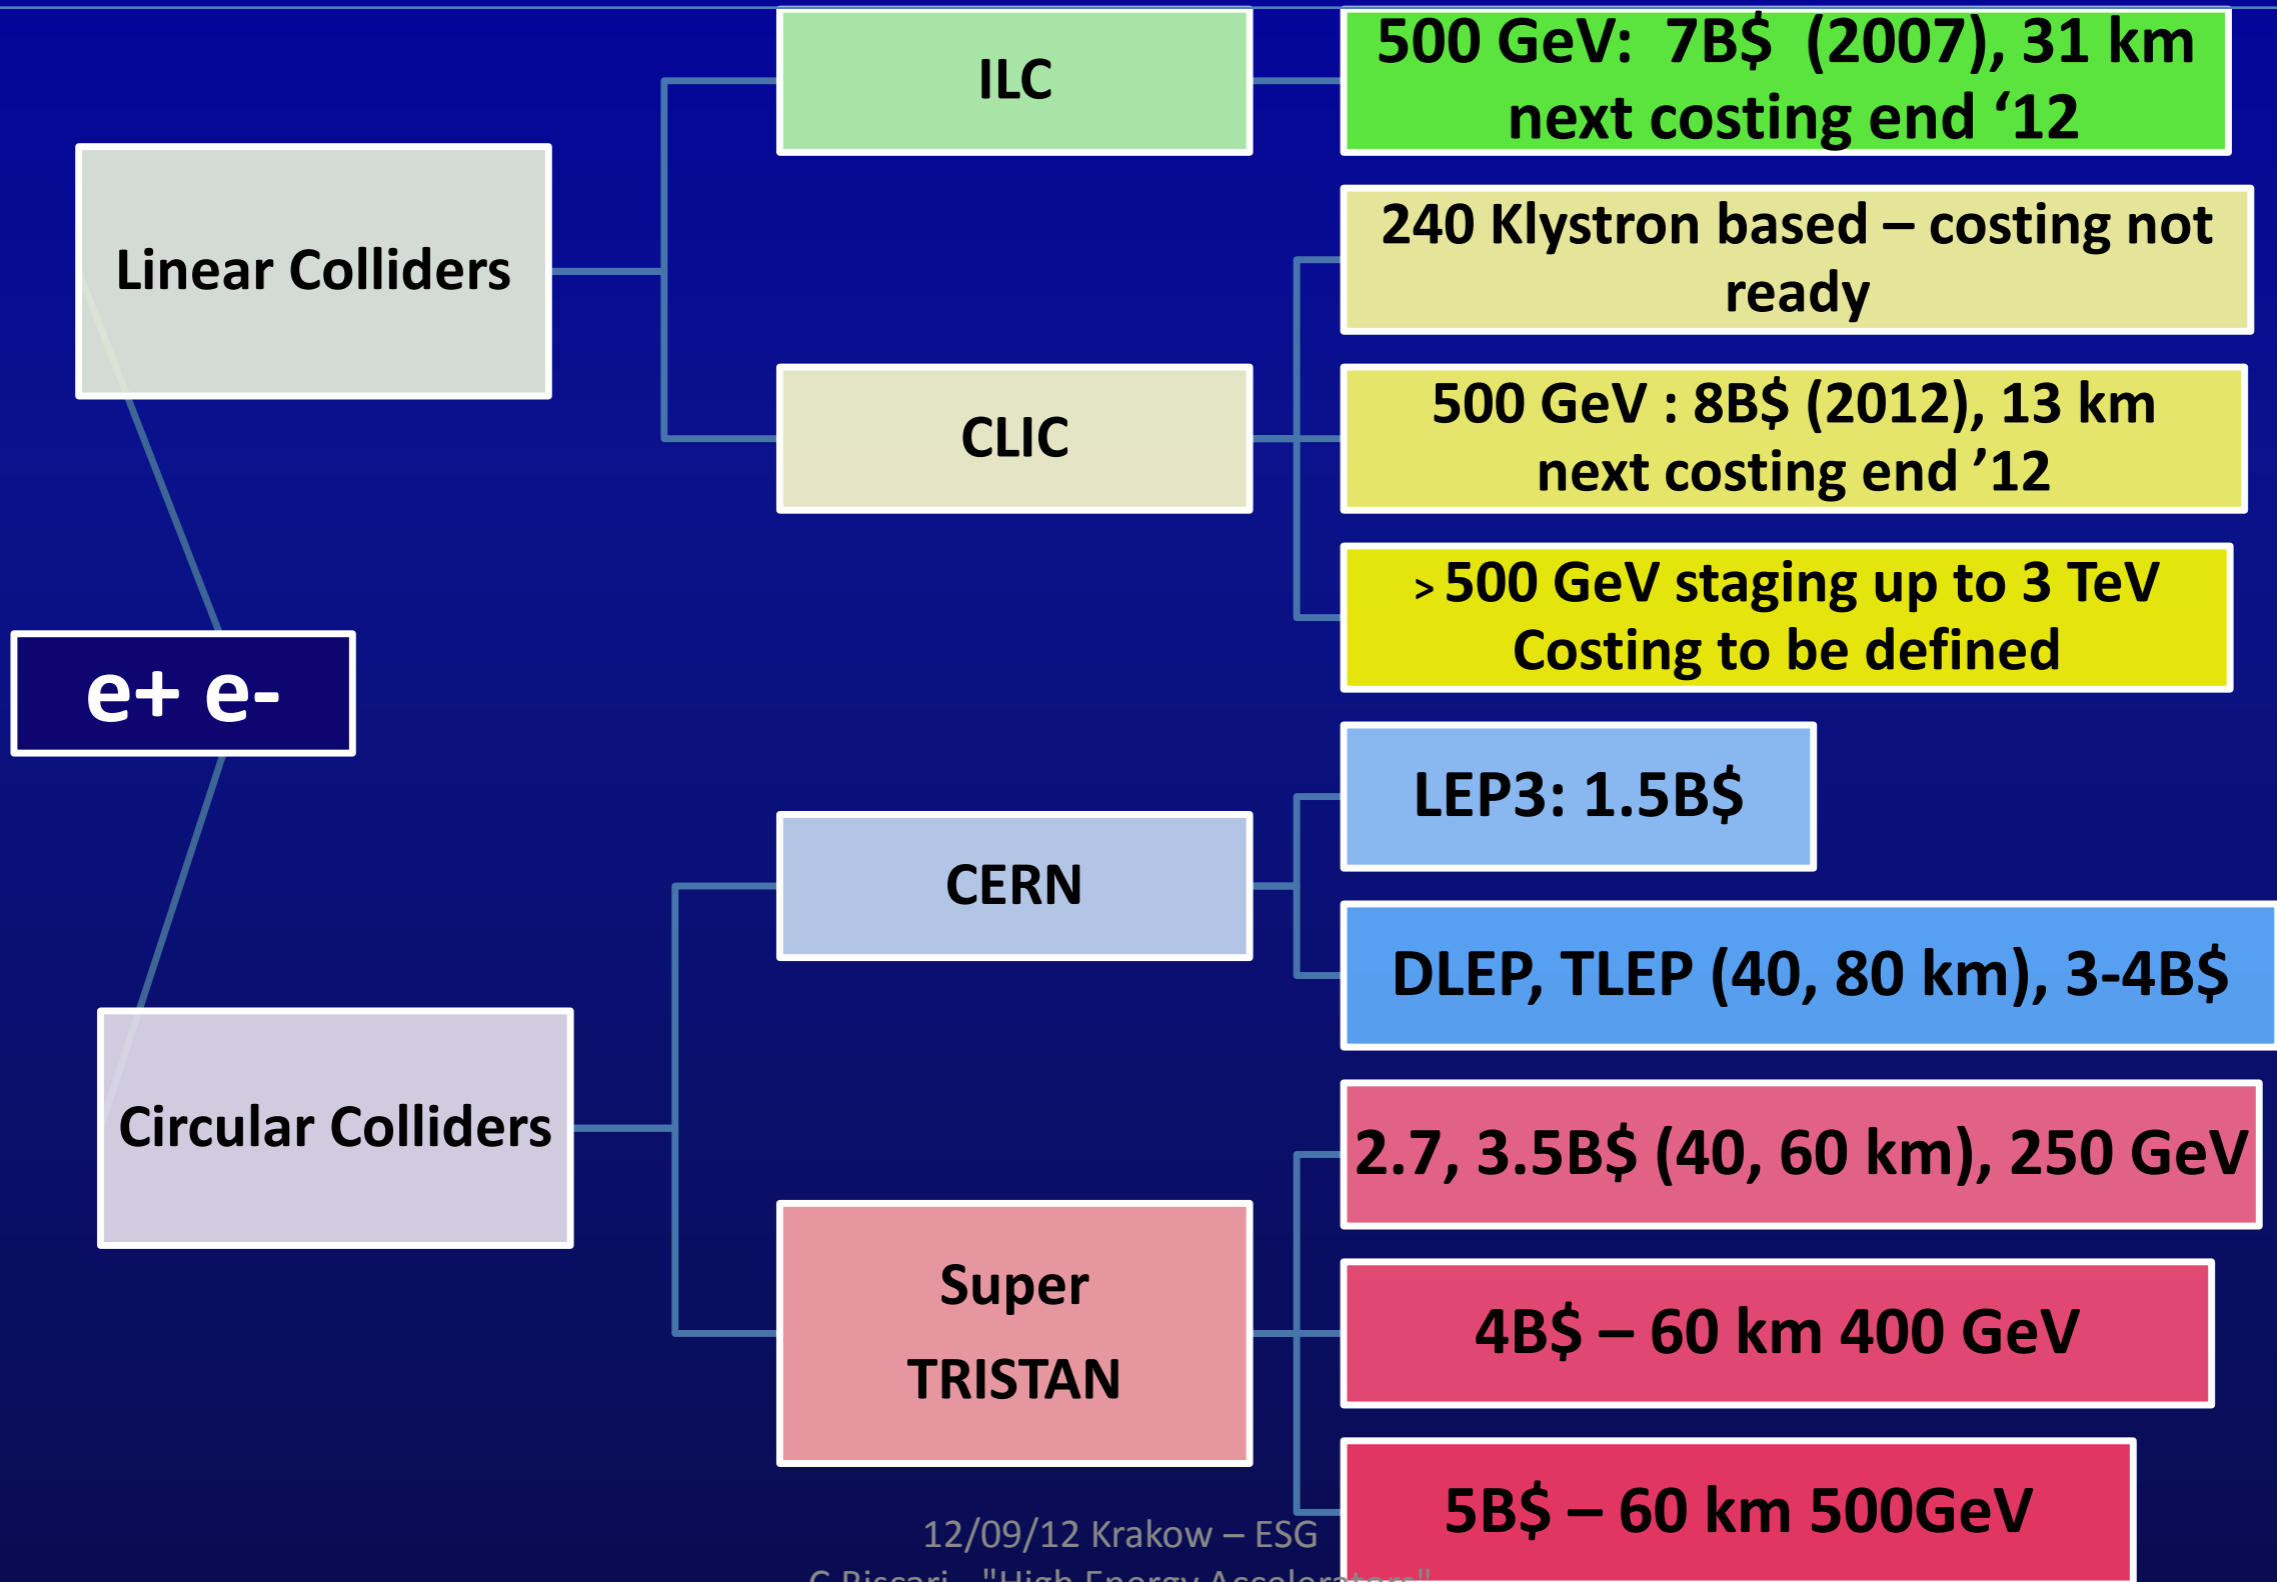 ILC
500 GeV:  7B$  (2007), 31 km
next costing end ‘12
Linear Colliders
240 Klystron based – costing not
ready
CLIC
500 GeV : 8B$ (2012), 13 km
next costing end ’12
> 500 GeV staging up to 3 TeV
Costing to be defined
e+ e-
LEP3: 1.5B$
CERN
DLEP, TLEP (40, 80 km), 3-4B$
Circular Colliders
2.7, 3.5B$ (40, 60 km), 250 GeV
Super
TRISTAN
4B$ – 60 km 400 GeV
5B$ – 60 km 500GeV
12/09/12 Krakow – ESG
"High Energy Accelerators"